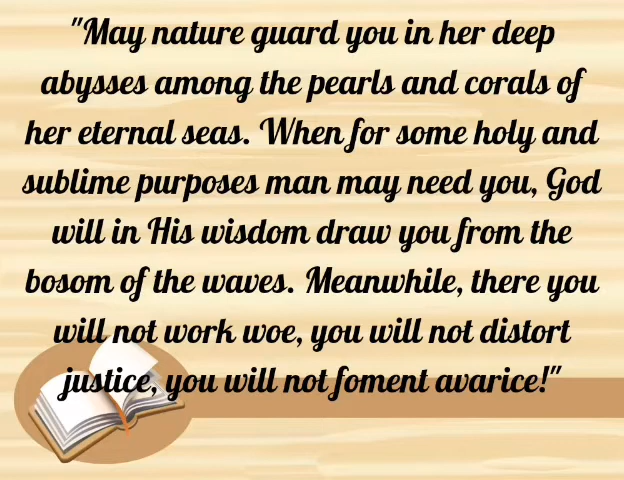 "May nature guard you in her deep
abysses among the pearls and corals of
her eternal seas. When for some holy and
sublime purposes man may need you, God
will in His wisdom draw you from the
bosom of the waves. Meanwhile, there you
will not work woe, you will not distort
justice, you will not foment avarice!"